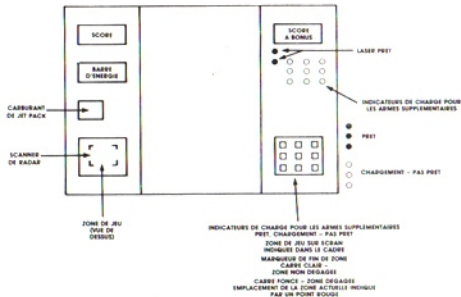 SCORE
BARRE
D'ENERGIE
CARBURANT
DE JET PACK
SCANNER
DE RADAR
ZONE DE JEU
(VUE DE
DESSUS)
SCORE
A BONUS
LASER PRET
INDICATEURS DE CHARGE POUR
LES ARMES SUPPLEMENTAIRES
PRET
CHARGEMENT – PAS PRET
INDICATEURS DE CHARGE POUR LES ARMES SUPPLEMENTAIRES
PRET, CHARGEMENT – PAS PRET
ZONE DE JEU SUR ECRAN
INDIQUEE DANS LE CADRE
MARQUEUR DE FIN DE ZONE
CARRE CLAIR –
ZONE NON DEGAGEE
CARRE FONCE – ZONE DEGAGEE
EMPLACEMENT DE LA ZONE ACTUELLE INDIQUE
PAR UN POINT ROUGE